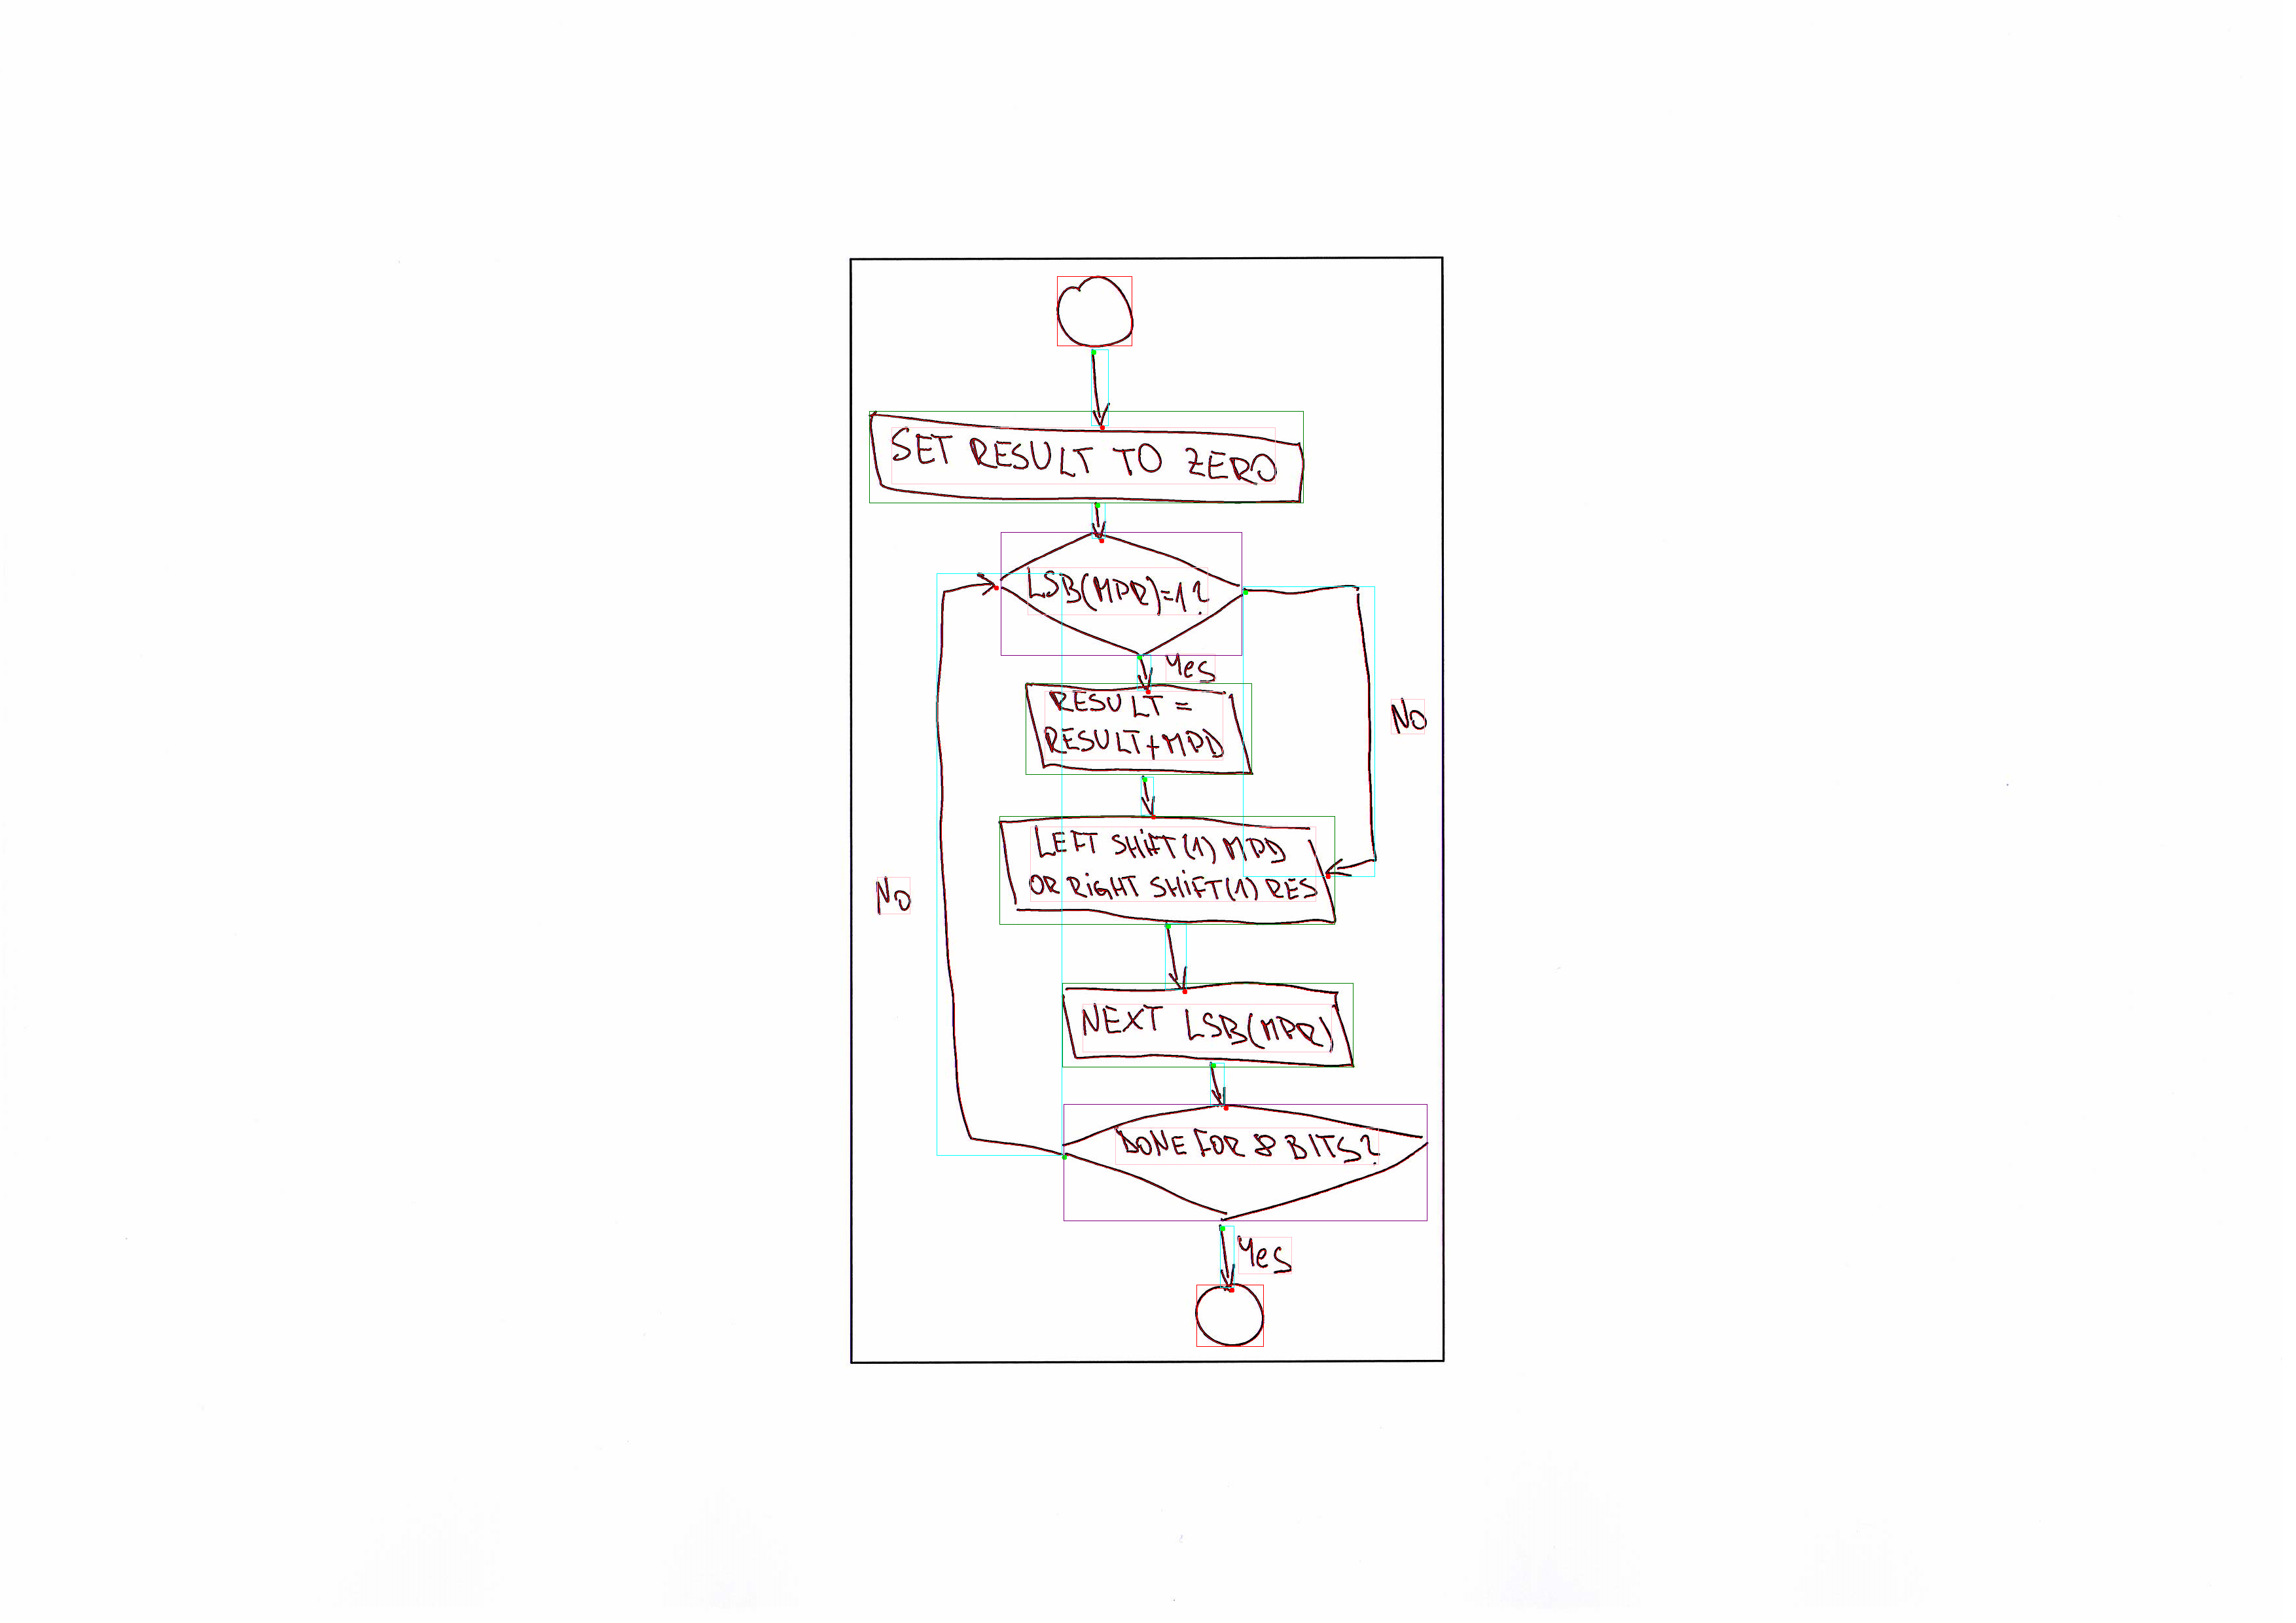 SET RESULT TO ZERO
LSB(MPR)=1?
Yes
RESULT =
RESULT+MPD
No
LEFT SHiFT(1) MPD
OR RiGHT SHiFT(1) RES
No
NEXT LSB(MPR)
DONE FOR 8 BITS?
Yes